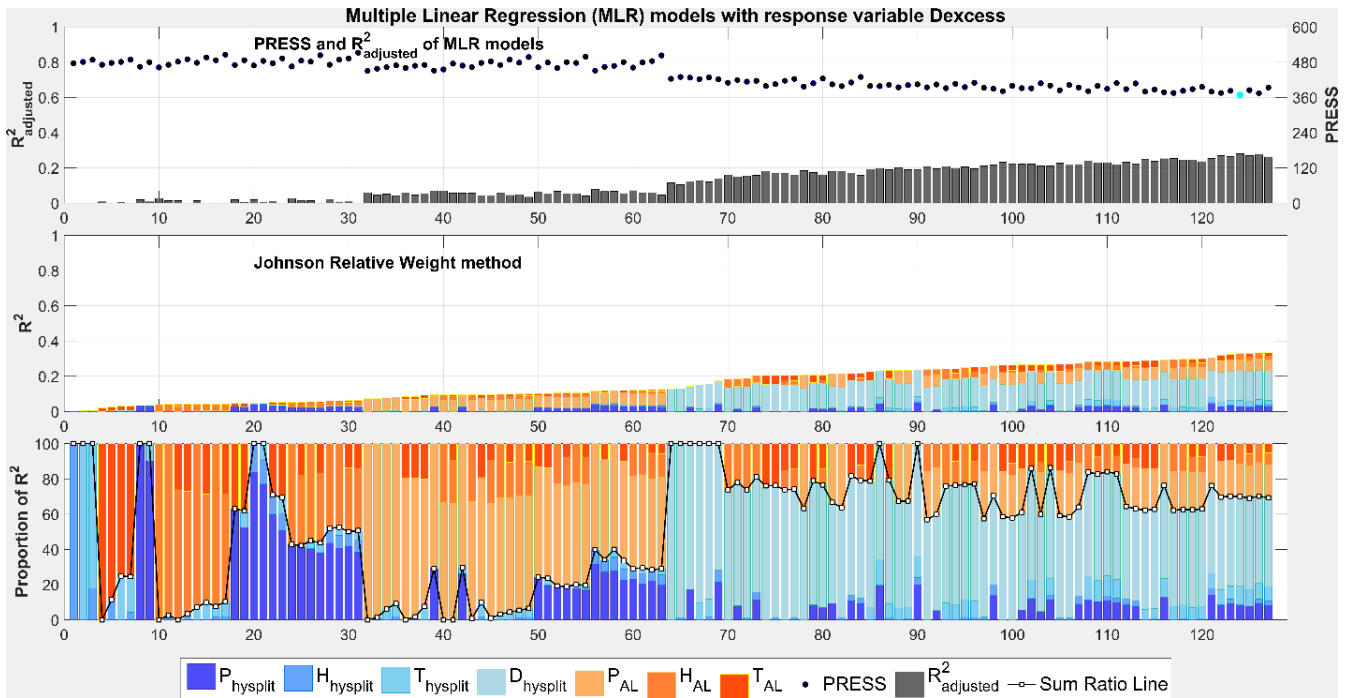 Multiple Linear Regression (MLR) models with response variable Dexcess
PRESS and R²adjusted of MLR models
R²adjusted
1
0.8
0.6
0.4
0.2
0
600
480
360
240
120
0
PRESS
0 10 20 30 40 50 60 70 80 90 100 110 120
Johnson Relative Weight method
R²
1
0.8
0.6
0.4
0.2
0
0 10 20 30 40 50 60 70 80 90 100 110 120
Proportion of R²
100
80
60
40
20
0
0 10 20 30 40 50 60 70 80 90 100 110 120
Physplit Hhysplit Thysplit Dhysplit PAL HAL TAL PRESS R²adjusted Sum Ratio Line